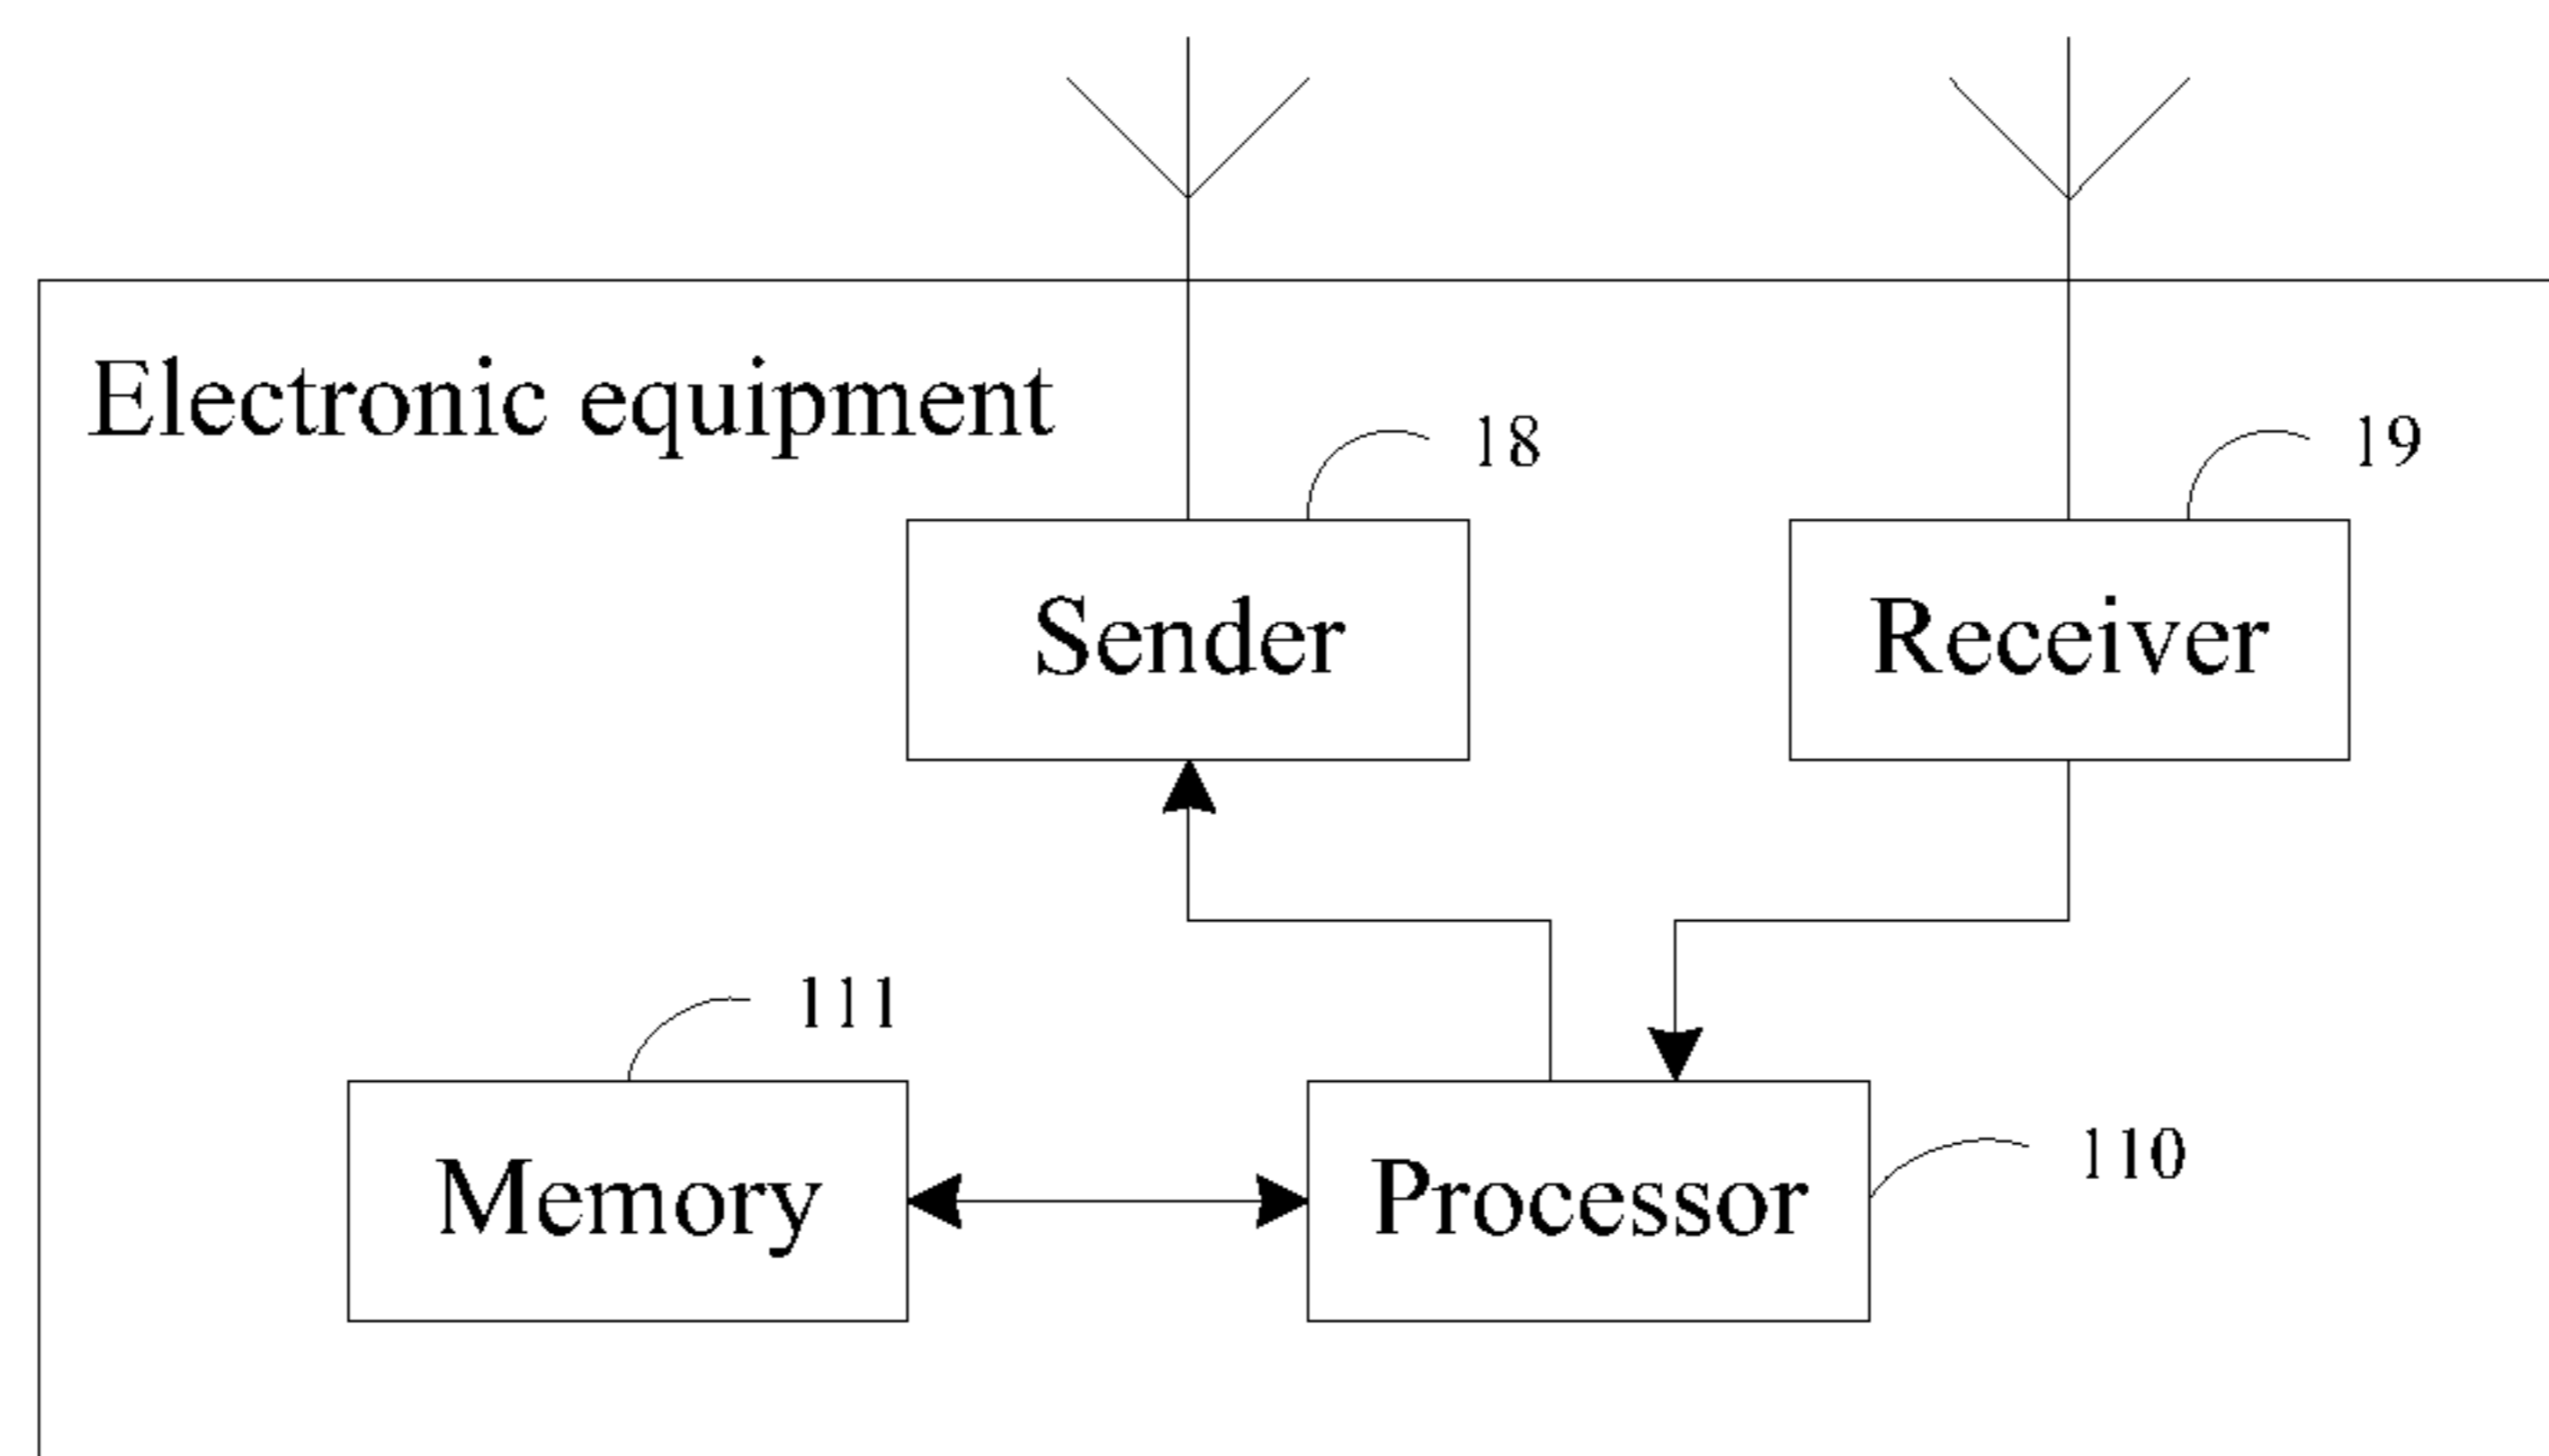 Electronic equipment
18
19
Sender
Receiver
111
110
Memory
Processor